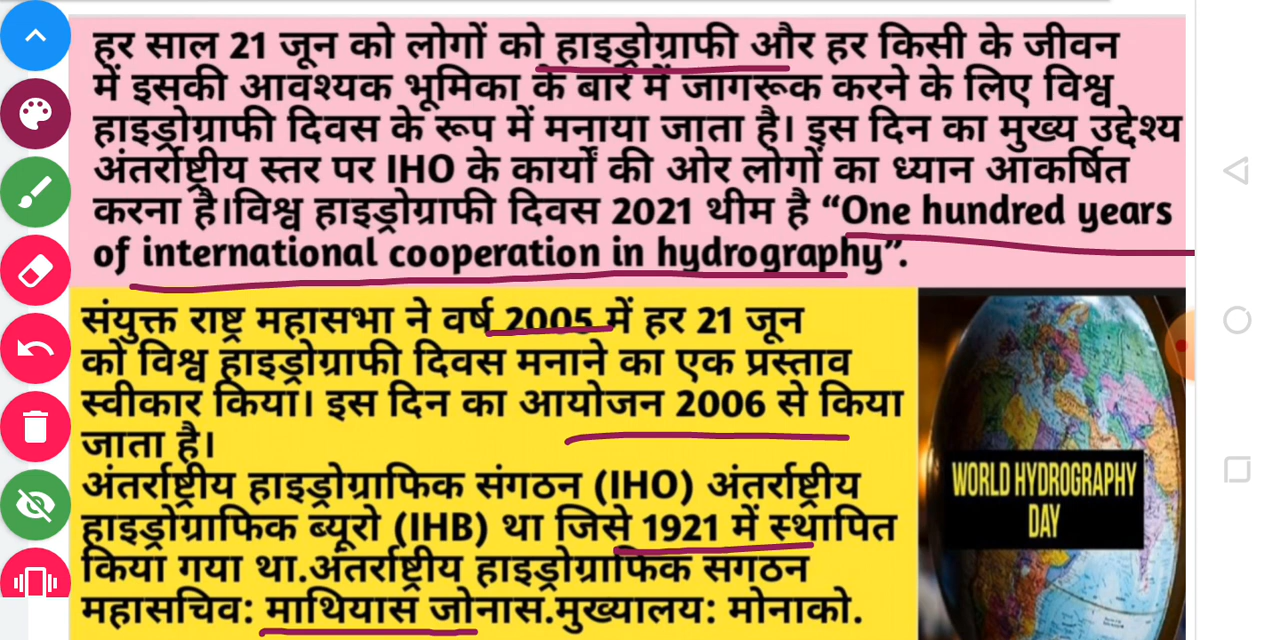 हर साल 21 जून को लोगों को हाइड्रोग्राफी और हर किसी के जीवन
में इसकी आवश्यक भूमिका के बारे में जागरूक करने के लिए विश्व
हाइड्रोग्राफी दिवस के रूप में मनाया जाता है। इस दिन का मुख्य उद्देश्य
अंतर्राष्ट्रीय स्तर पर IHO के कार्यों की ओर लोगों का ध्यान आकर्षित
करना है।विश्व हाइड्रोग्राफी दिवस 2021 थीम है “One hundred years
of international cooperation in hydrography”.
संयुक्त राष्ट्र महासभा ने वर्ष 2005 में हर 21 जून
को विश्व हाइड्रोग्राफी दिवस मनाने का एक प्रस्ताव
स्वीकार किया। इस दिन का आयोजन 2006 से किया
जाता है।
अंतर्राष्ट्रीय हाइड्रोग्राफिक संगठन (IHO) अंतर्राष्ट्रीय
हाइड्रोग्राफिक ब्यूरो (IHB) था जिसे 1921 में स्थापित
किया गया था.अंतर्राष्ट्रीय हाइड्रोग्राफिक संगठन
महासचिव: माथियास जोनास.मुख्यालय: मोनाको.
WORLD HYDROGRAPHY
DAY